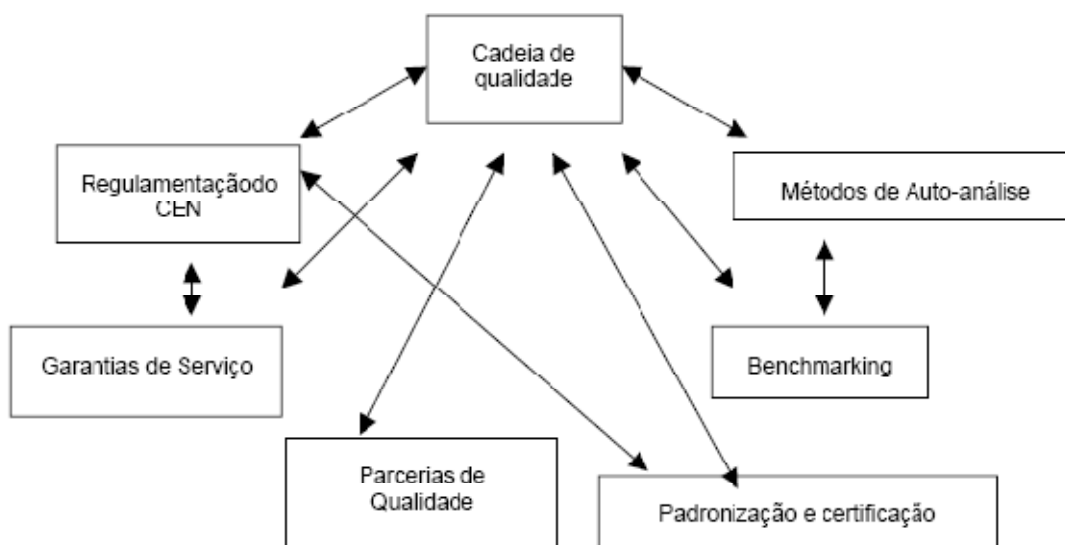 Cadeia de
qualidade
Regulamentaçãodo
CEN
Métodos de Auto-análise
Garantias de Serviço
Benchmarking
Parcerias de
Qualidade
Padronização e certificação